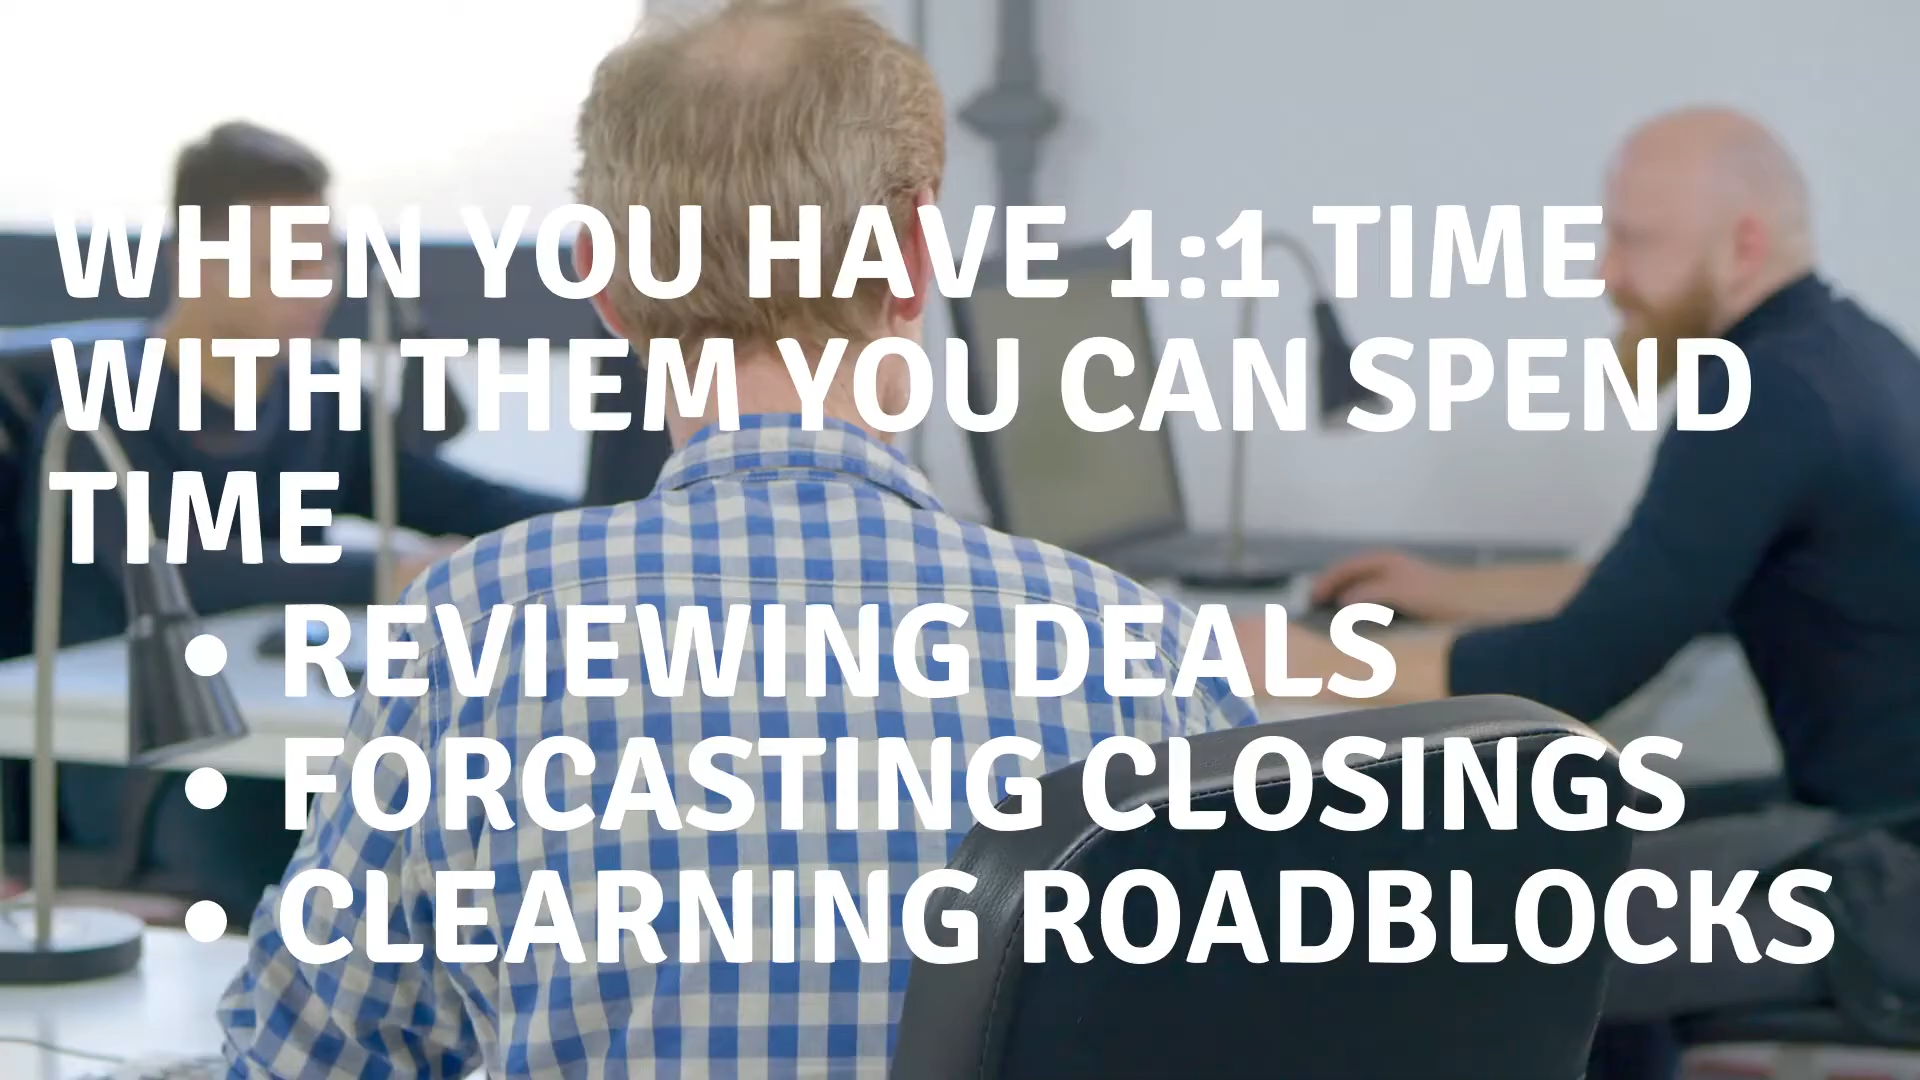 WHEN YOU HAVE 1:1 TIME
WITH THEM YOU CAN SPEND
TIME
• REVIEWING DEALS
• FORCASTING CLOSINGS
• CLEARNING ROADBLOCKS